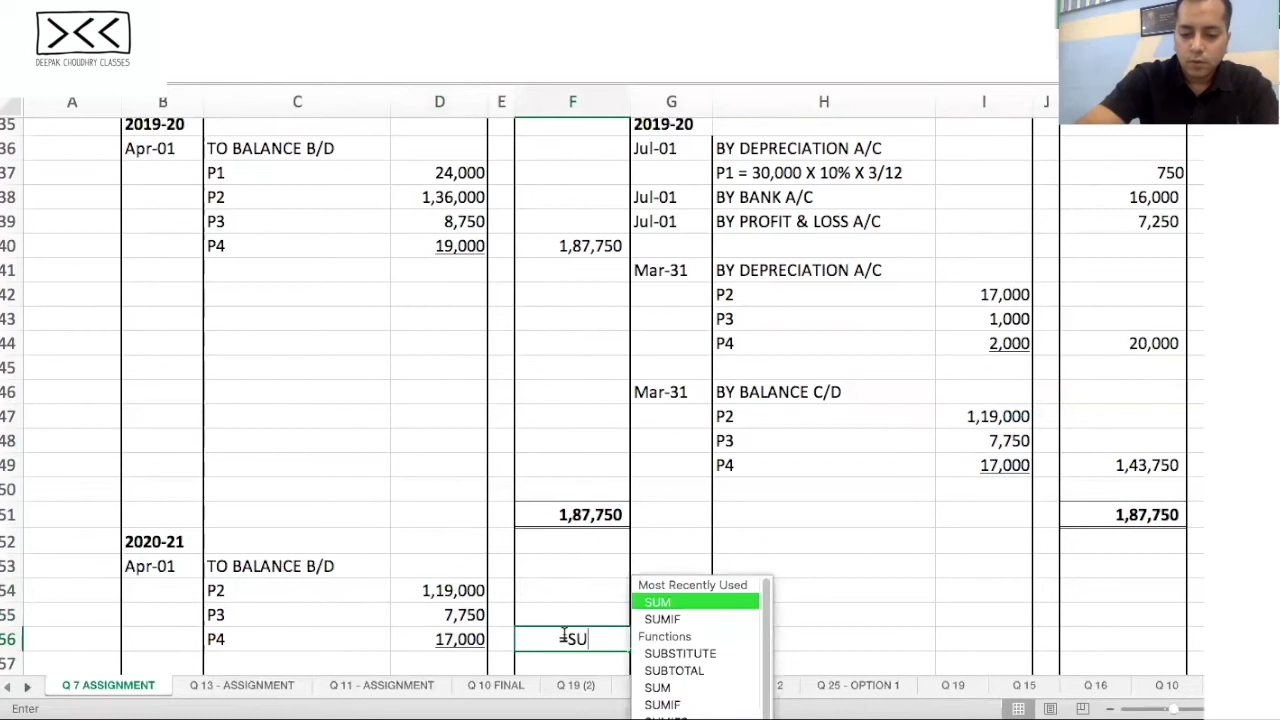 DEEPAK CHOUDHRY CLASSES
A B C D E F G H I J
35 2019-20 2019-20
36 Apr-01 TO BALANCE B/D Jul-01 BY DEPRECIATION A/C
37 P1 24,000 P1 = 30,000 X 10% X 3/12 750
38 P2 1,36,000 Jul-01 BY BANK A/C 16,000
39 P3 8,750 Jul-01 BY PROFIT & LOSS A/C 7,250
40 P4 19,000 1,87,750
41 Mar-31 BY DEPRECIATION A/C
42 P2 17,000
43 P3 1,000
44 P4 2,000 20,000
45
46 Mar-31 BY BALANCE C/D
47 P2 1,19,000
48 P3 7,750
49 P4 17,000 1,43,750
50
51 1,87,750 1,87,750
52 2020-21
53 Apr-01 TO BALANCE B/D
54 P2 1,19,000
55 P3 7,750
56 P4 17,000 =SU
57
Most Recently Used
SUM
SUMIF
Functions
SUBSTITUTE
SUBTOTAL
SUM
SUMIF
Q 7 ASSIGNMENT Q 13 - ASSIGNMENT Q 11 - ASSIGNMENT Q 10 FINAL Q 19 (2) 2 Q 25 - OPTION 1 Q 19 Q 15 Q 16 Q 10
Enter